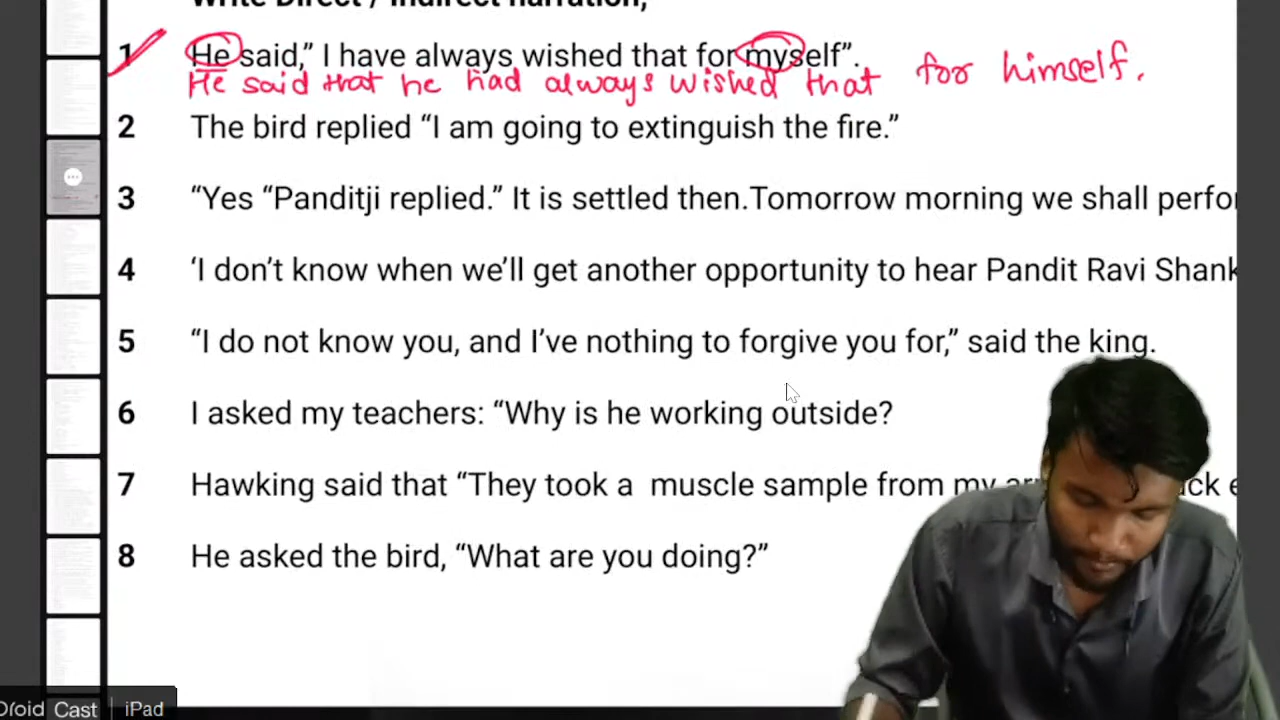 Write Direct / Indirect narration;
1 He said,” I have always wished that for myself”.
He said that he had always wished that for himself.
2 The bird replied “I am going to extinguish the fire.”
3 “Yes “Panditji replied.” It is settled then.Tomorrow morning we shall
4 ‘I don’t know when we’ll get another opportunity to hear Pandit Ravi
5 “I do not know you, and I’ve nothing to forgive you for,” said the king.
6 I asked my teachers: “Why is he working outside?
7 Hawking said that “They took a muscle sample from my
8 He asked the bird, “What are you doing?”
Cast | iPad